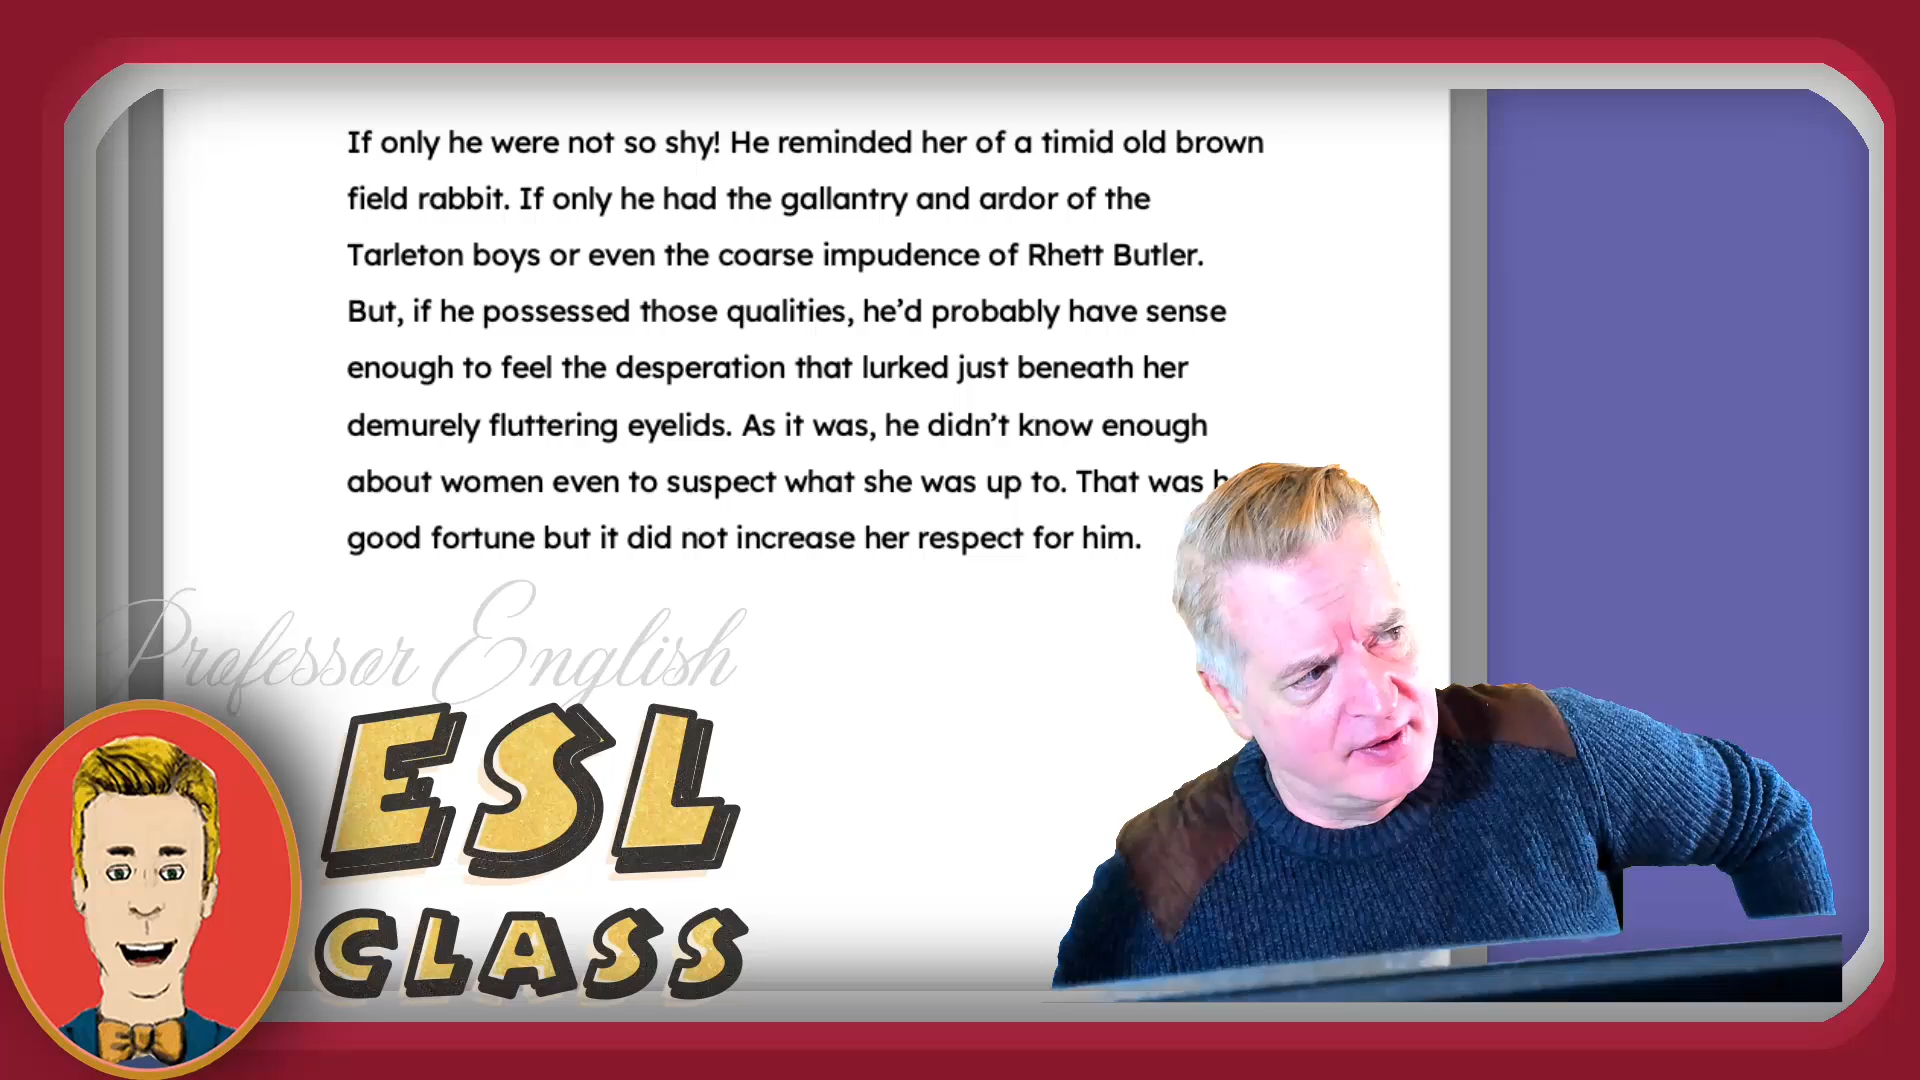 If only he were not so shy! He reminded her of a timid old brown
field rabbit. If only he had the gallantry and ardor of the
Tarleton boys or even the coarse impudence of Rhett Butler.
But, if he possessed those qualities, he’d probably have sense
enough to feel the desperation that lurked just beneath her
demurely fluttering eyelids. As it was, he didn’t know enough
about women even to suspect what she was up to. That was
good fortune but it did not increase her respect for him.
Professor English
ESL
CLASS